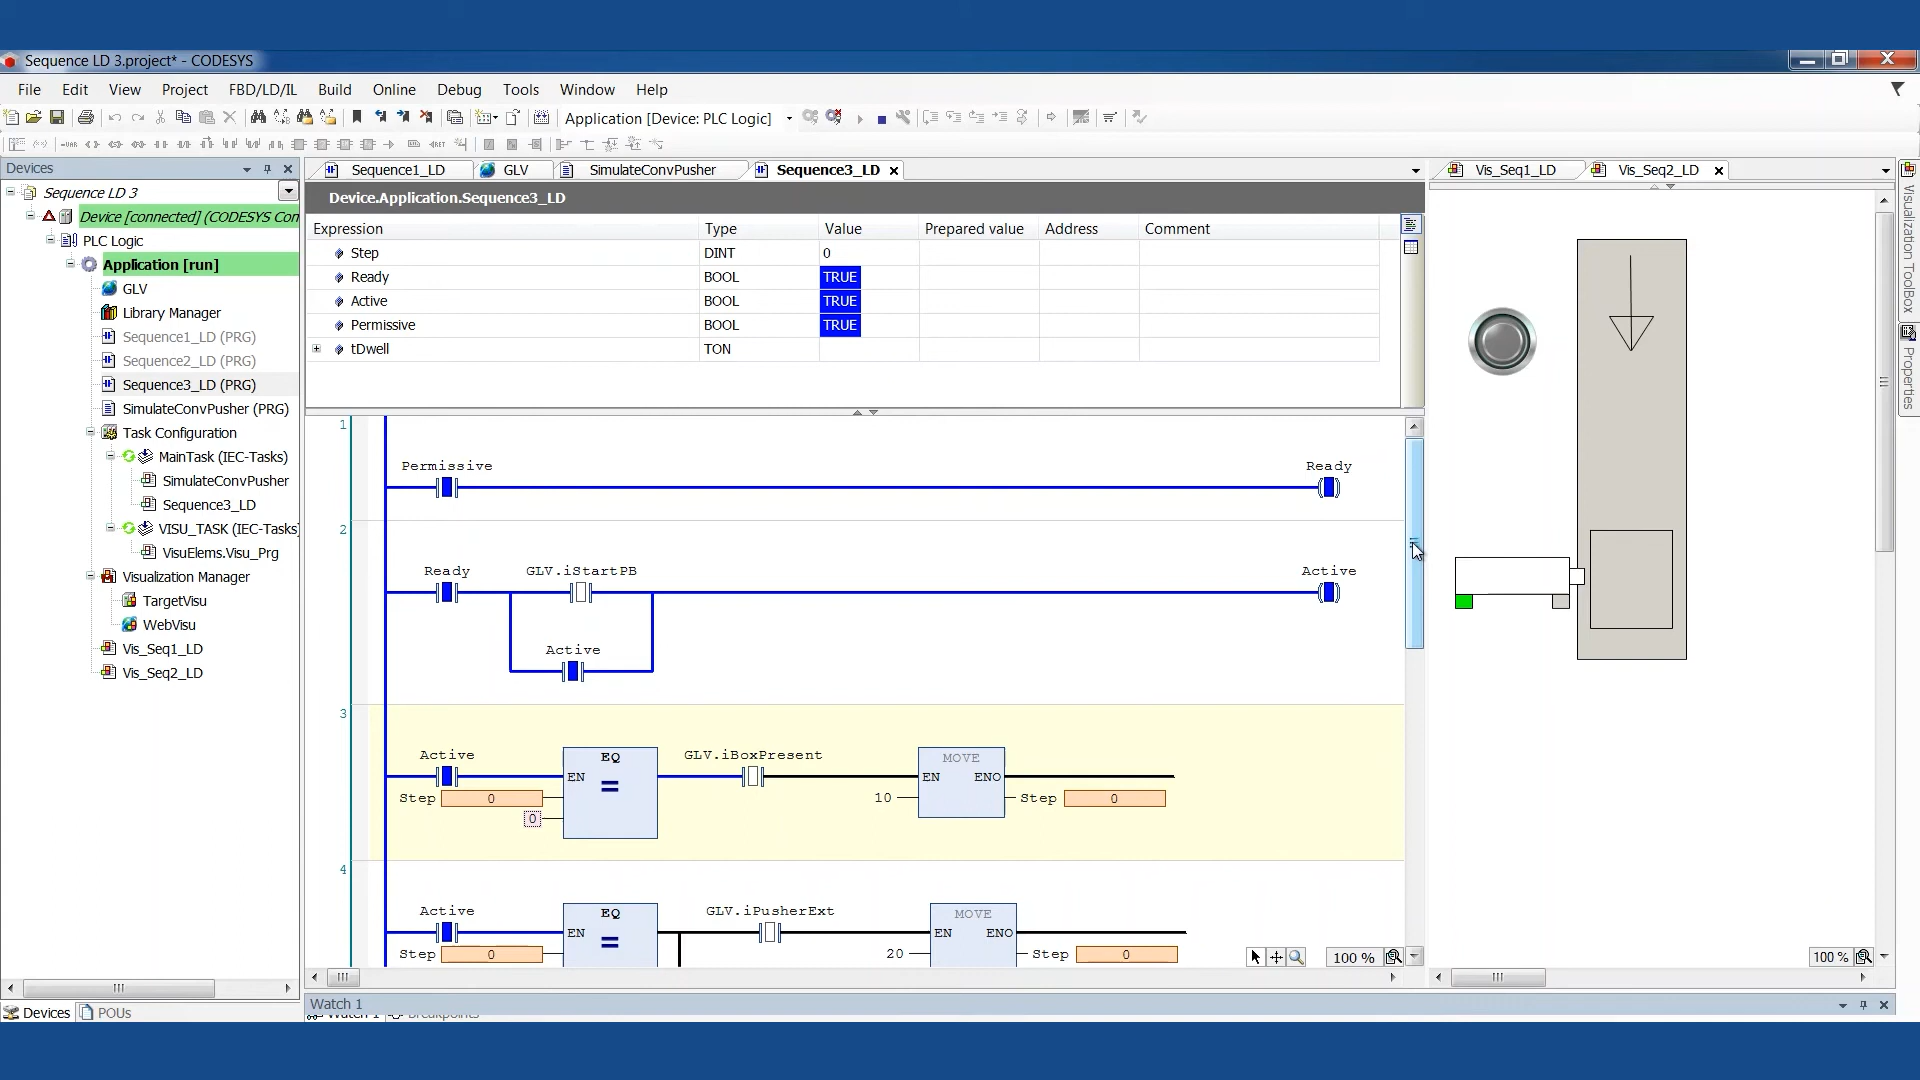 Sequence LD 3.project* - CODESYS
File Edit View Project FBD/LD/IL Build Online Debug Tools Window Help
Application [Device: PLC Logic]
Devices
Sequence LD 3
Device [connected] (CODESYS Con
PLC Logic
Application [run]
GLV
Library Manager
Sequence1_LD (PRG)
Sequence2_LD (PRG)
Sequence3_LD (PRG)
SimulateConvPusher (PRG)
Task Configuration
MainTask (IEC-Tasks)
SimulateConvPusher
Sequence3_LD
VISU_TASK (IEC-Tasks)
VisuElems.Visu_Prg
Visualization Manager
TargetVisu
WebVisu
Vis_Seq1_LD
Vis_Seq2_LD
Devices POUs
Sequence1_LD GLV SimulateConvPusher Sequence3_LD
Device.Application.Sequence3_LD
Expression Type Value Prepared value Address Comment
Step DINT 0
Ready BOOL TRUE
Active BOOL TRUE
Permissive BOOL TRUE
tDwell TON
1
Permissive Ready
2
Ready GLV.iStartPB Active
Active
3
Active EQ GLV.iBoxPresent MOVE
EN = EN ENO
Step 0 10 Step 0
0
4
Active EQ GLV.iPusherExt MOVE
EN = EN ENO
Step 0 20 Step 0
100 %
Watch 1
Watch 1 Breakpoints
Vis_Seq1_LD Vis_Seq2_LD
100 %
Visualization ToolBox
Properties